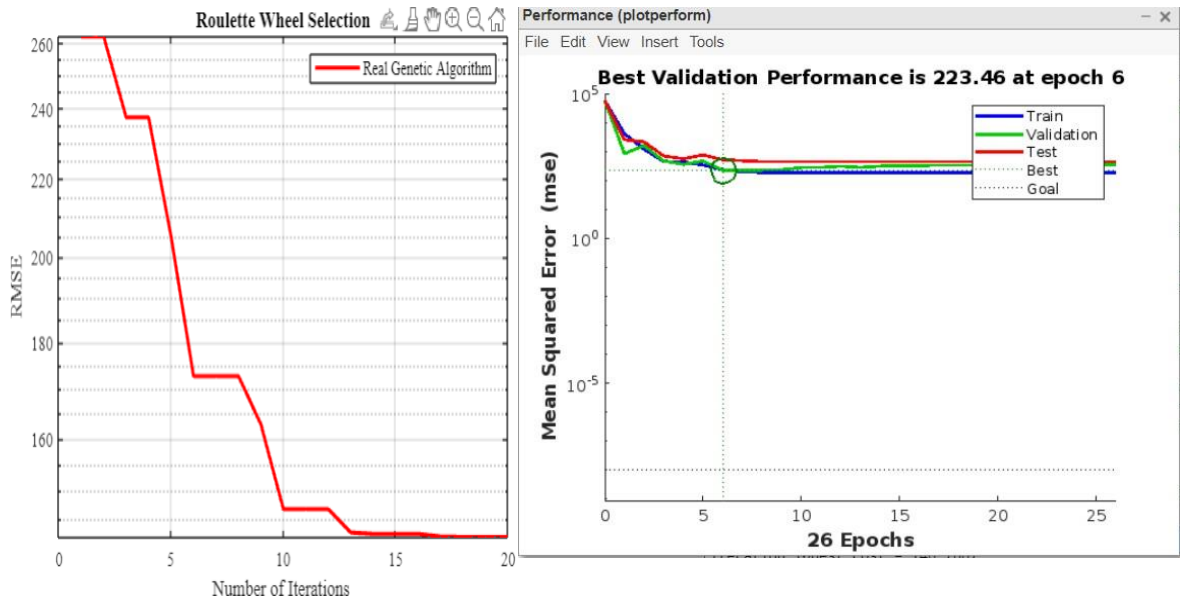 Roulette Wheel Selection
Real Genetic Algorithm
RMSE
260
240
220
200
180
160
0 5 10 15 20
Number of Iterations
Performance (plotperform)
File Edit View Insert Tools
Best Validation Performance is 223.46 at epoch 6
Train
Validation
Test
Best
Goal
Mean Squared Error (mse)
10^5
10^0
10^-5
0 5 10 15 20 25
26 Epochs